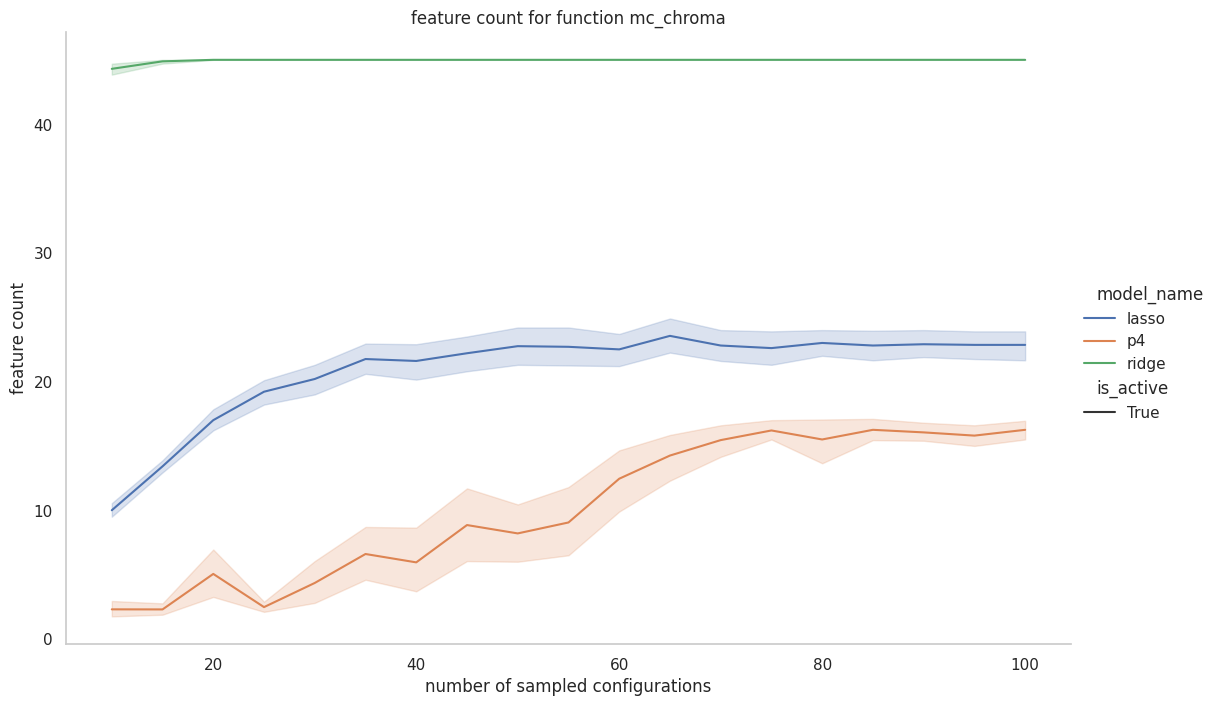 feature count for function mc_chroma
feature count
40
30
20
10
0
20
40
60
80
100
number of sampled configurations
model_name
lasso
p4
ridge
is_active
True